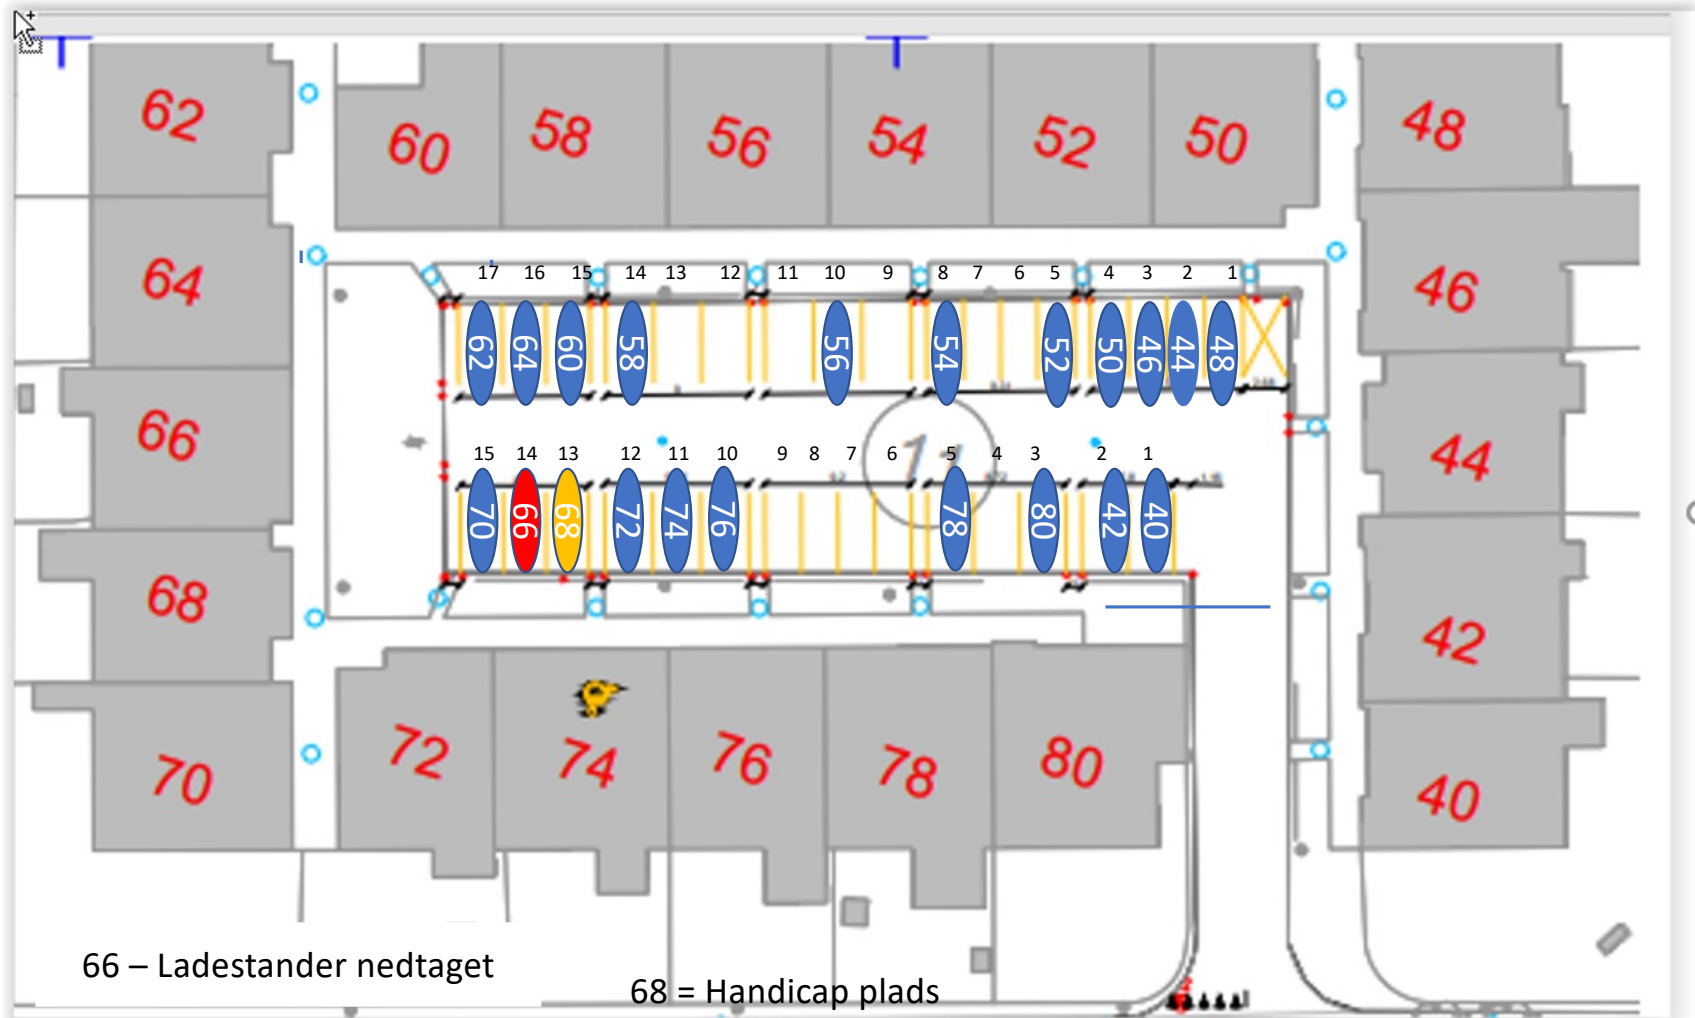 62 60 58 56 54 52 50 48
64 46
17 16 15 14 13 12 11 10 9 8 7 6 5 4 3 2 1
62 64 60 58 56 54 52 50 46 44 48
66 44
11
15 14 13 12 11 10 9 8 7 6 5 4 3 2 1
70 66 68 72 74 76 78 80 42 40
68 42
70 72 74 76 78 80 40
66 – Ladestander nedtaget
68 = Handicap plads